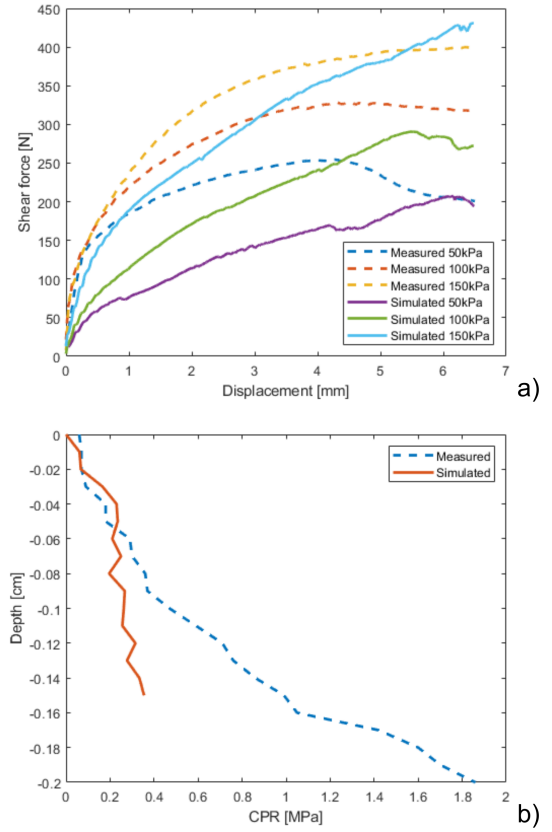 450
400
350
300
250
200
150
100
50
0
Shear force [N]
Measured 50kPa
Measured 100kPa
Measured 150kPa
Simulated 50kPa
Simulated 100kPa
Simulated 150kPa
0 1 2 3 4 5 6 7
Displacement [mm]
a)
0
-0.02
-0.04
-0.06
-0.08
-0.1
-0.12
-0.14
-0.16
-0.18
-0.2
Depth [cm]
Measured
Simulated
0 0.2 0.4 0.6 0.8 1 1.2 1.4 1.6 1.8 2
CPR [MPa]
b)